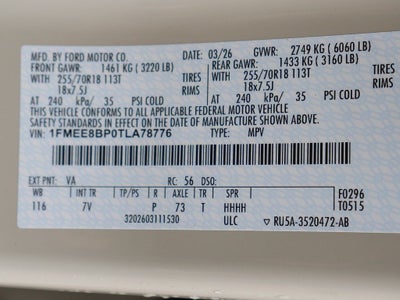 MFD. BY FORD MOTOR CO. 03/26 GVWR: 2749 KG (6060 LB)
FRONT GAWR: 1461 KG (3220 LB) REAR GAWR: 1433 KG (3160 LB)
WITH 255/70R18 113T TIRES WITH 255/70R18 113T TIRES
18x7.5J RIMS 18x7.5J RIMS
AT 240 kPa/ 35 PSI COLD AT 240 kPa/ 35 PSI COLD
THIS VEHICLE CONFORMS TO ALL APPLICABLE FEDERAL MOTOR VEHICLE
SAFETY STANDARDS IN EFFECT ON THE DATE OF MANUFACTURE SHOWN ABOVE.
VIN: 1FMEE8BP0TLA78776 TYPE: MPV
EXT PNT: VA RC: 56 DSO: F0296
WB INT TR TP/PS R AXLE TR SPR T0515
116 7V P 73 T HHHH
3202603111530 ULC ▽ RU5A-3520472-AB